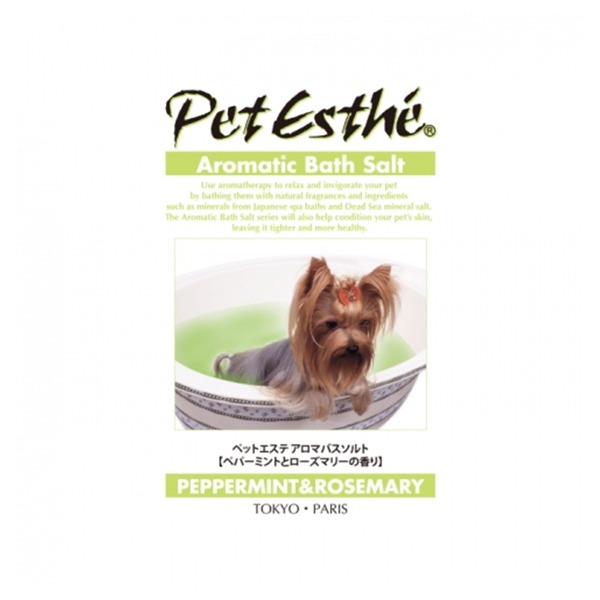 Pet Esthé®
Aromatic Bath Salt
Use aromatherapy to relax and invigorate your pet
by bathing them with natural fragrances and ingredients
such as minerals from Japanese spa baths and Dead Sea mineral salt.
The Aromatic Bath Salt series will also help condition your pet's skin,
leaving it tighter and more healthy.
ペットエステ アロマバスソルト
【ペパーミントとローズマリーの香り】
PEPPERMINT&ROSEMARY
TOKYO・PARIS